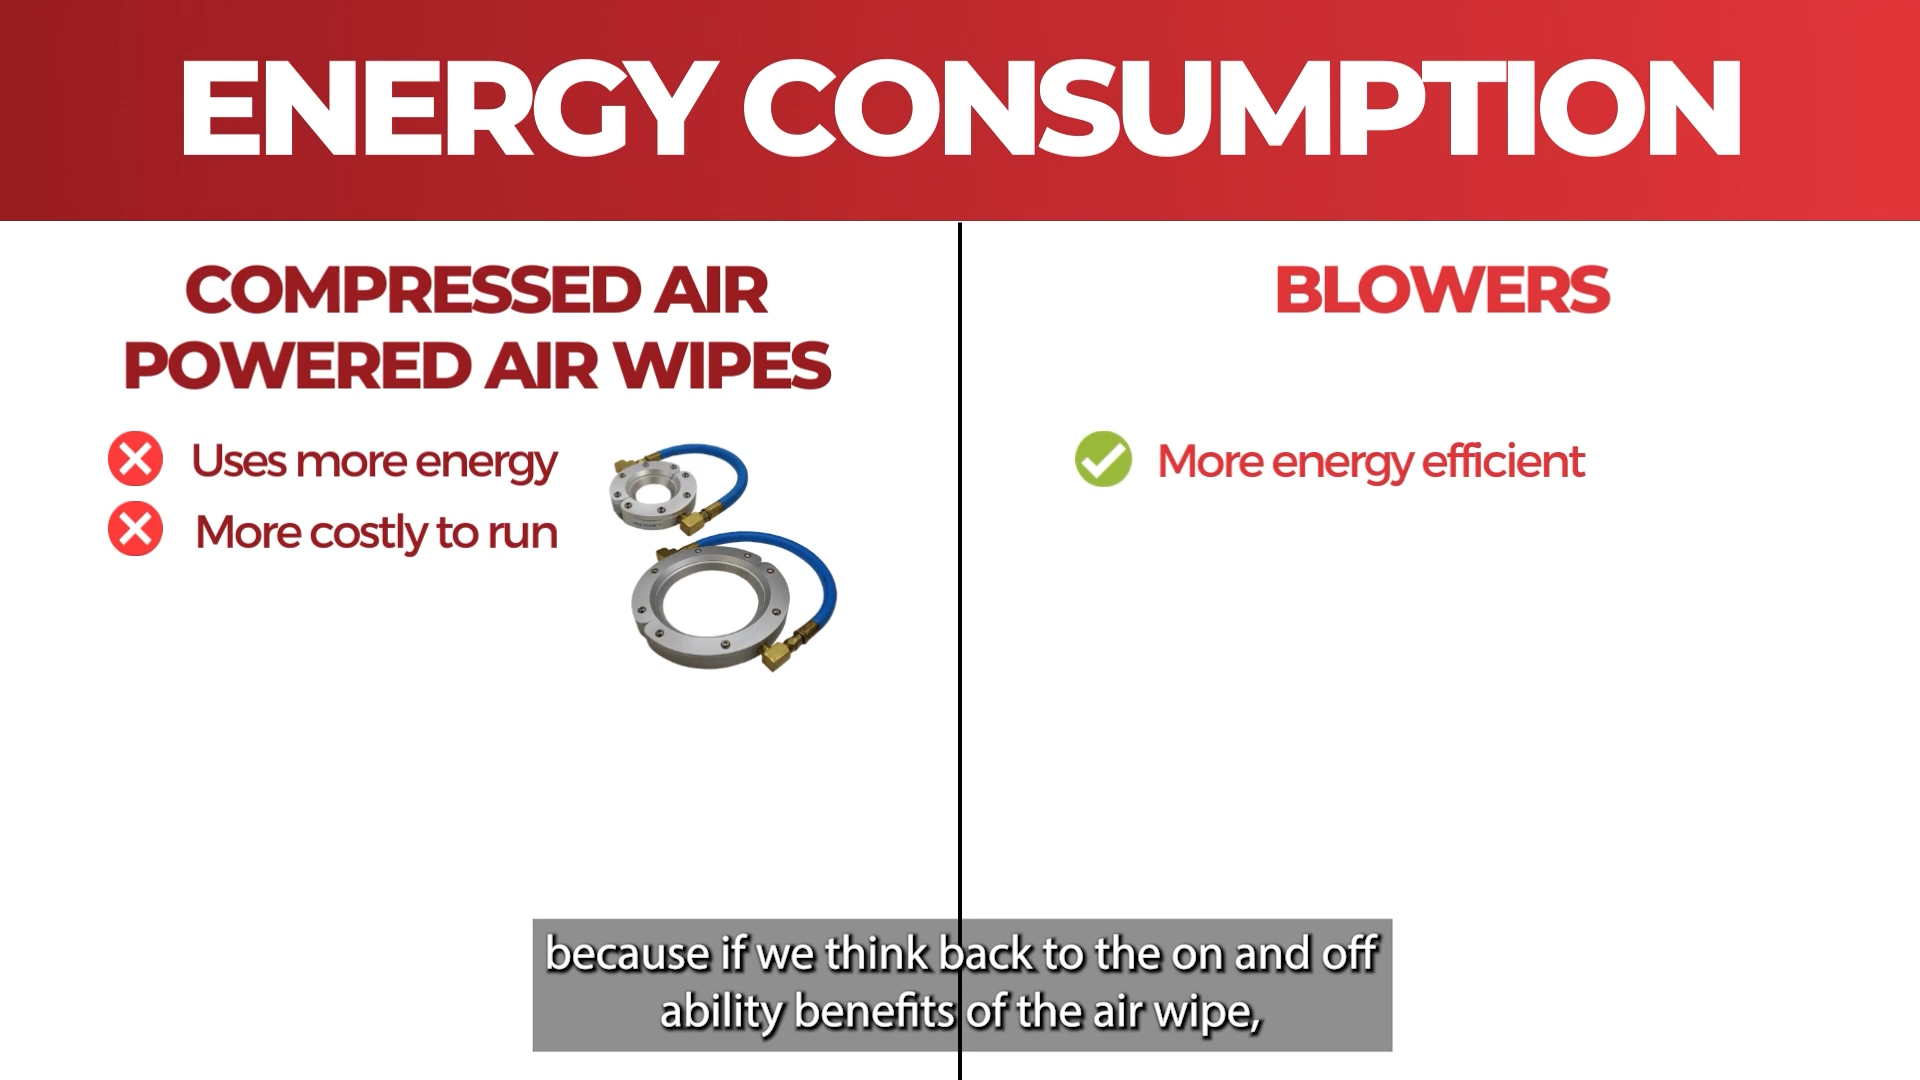 ENERGY CONSUMPTION
COMPRESSED AIR
POWERED AIR WIPES
Uses more energy
More costly to run
BLOWERS
More energy efficient
because if we think back to the on and off
ability benefits of the air wipe,